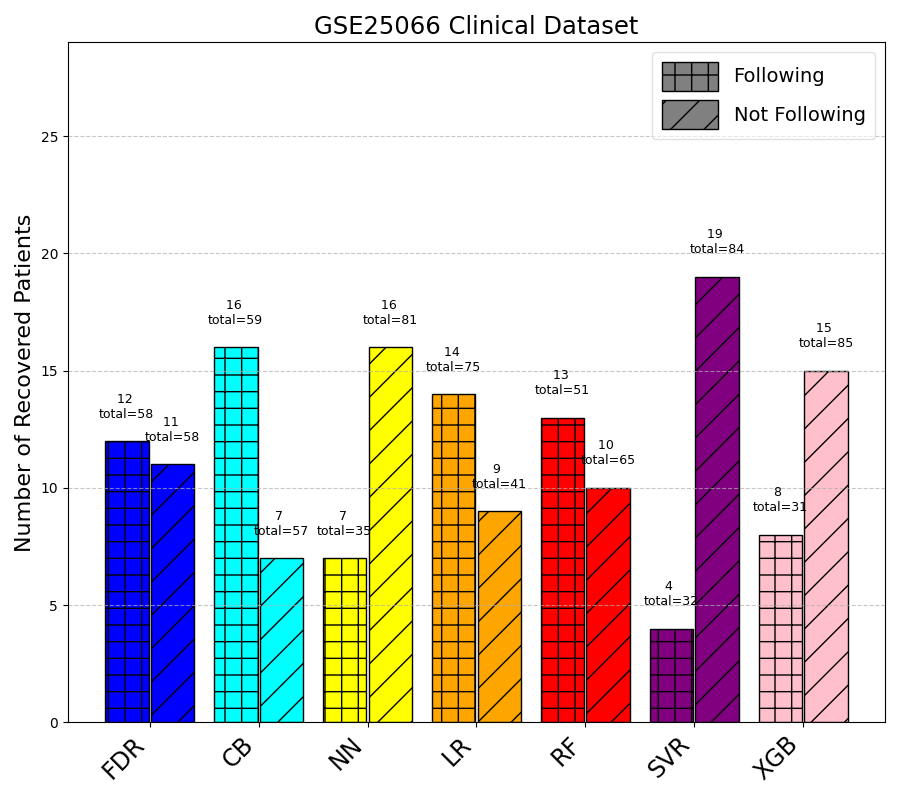 GSE25066 Clinical Dataset
Following
Not Following
Number of Recovered Patients
25
20
15
10
5
0
12
total=58
11
total=58
16
total=59
7
total=57
7
total=35
16
total=81
14
total=75
9
total=41
13
total=51
10
total=65
4
total=32
19
total=84
8
total=31
15
total=85
FDR
CB
NN
LR
RF
SVR
XGB